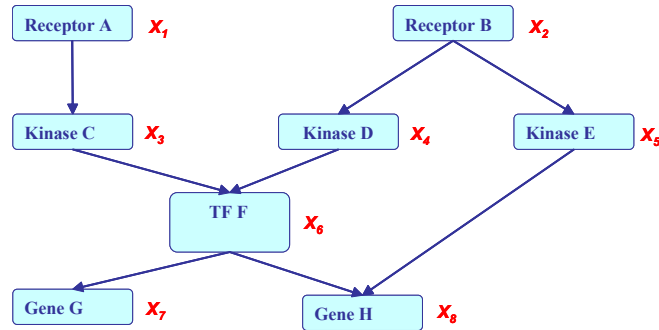 Receptor A
X1
Receptor B
X2
Kinase C
X3
Kinase D
X4
Kinase E
X5
TF F
X6
Gene G
X7
Gene H
X8